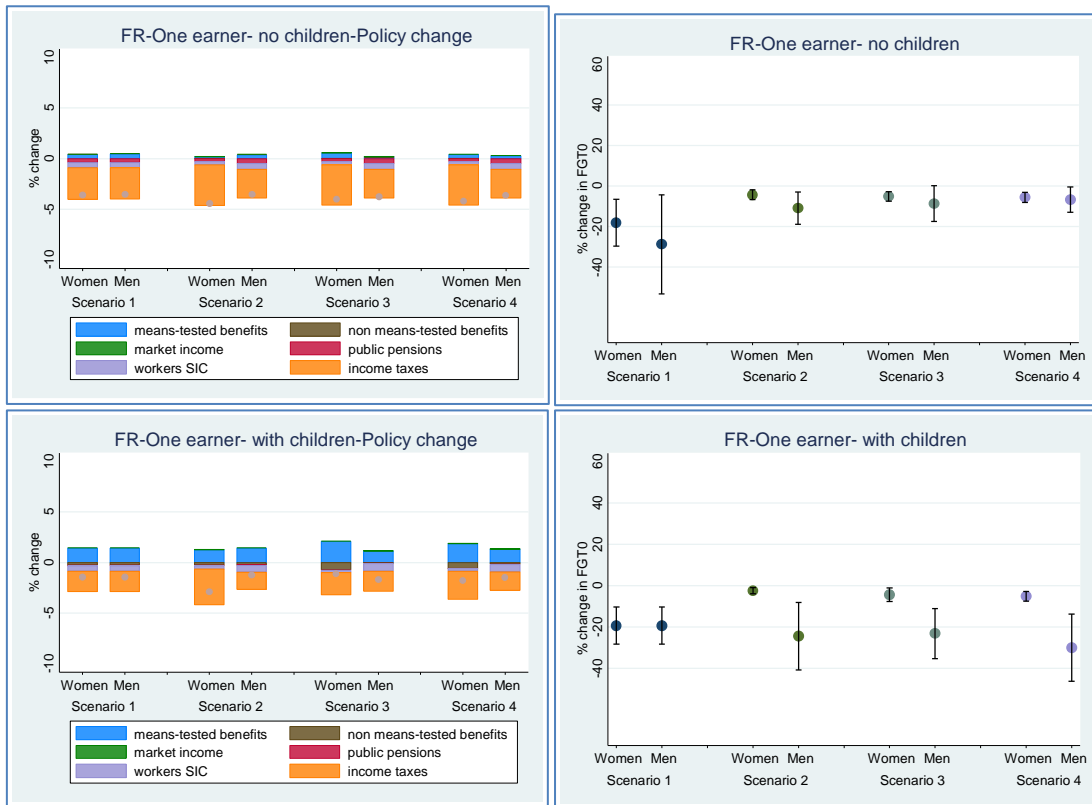 FR-One earner- no children-Policy change
10
5
0
-5
-10
% change
Women Men Women Men Women Men Women Men
Scenario 1 Scenario 2 Scenario 3 Scenario 4
means-tested benefits non means-tested benefits
market income public pensions
workers SIC income taxes
FR-One earner- no children
60
40
20
0
-20
-40
% change in FGT0
Women Men Women Men Women Men Women Men
Scenario 1 Scenario 2 Scenario 3 Scenario 4
FR-One earner- with children-Policy change
10
5
0
-5
-10
% change
Women Men Women Men Women Men Women Men
Scenario 1 Scenario 2 Scenario 3 Scenario 4
means-tested benefits non means-tested benefits
market income public pensions
workers SIC income taxes
FR-One earner- with children
60
40
20
0
-20
-40
% change in FGT0
Women Men Women Men Women Men Women Men
Scenario 1 Scenario 2 Scenario 3 Scenario 4